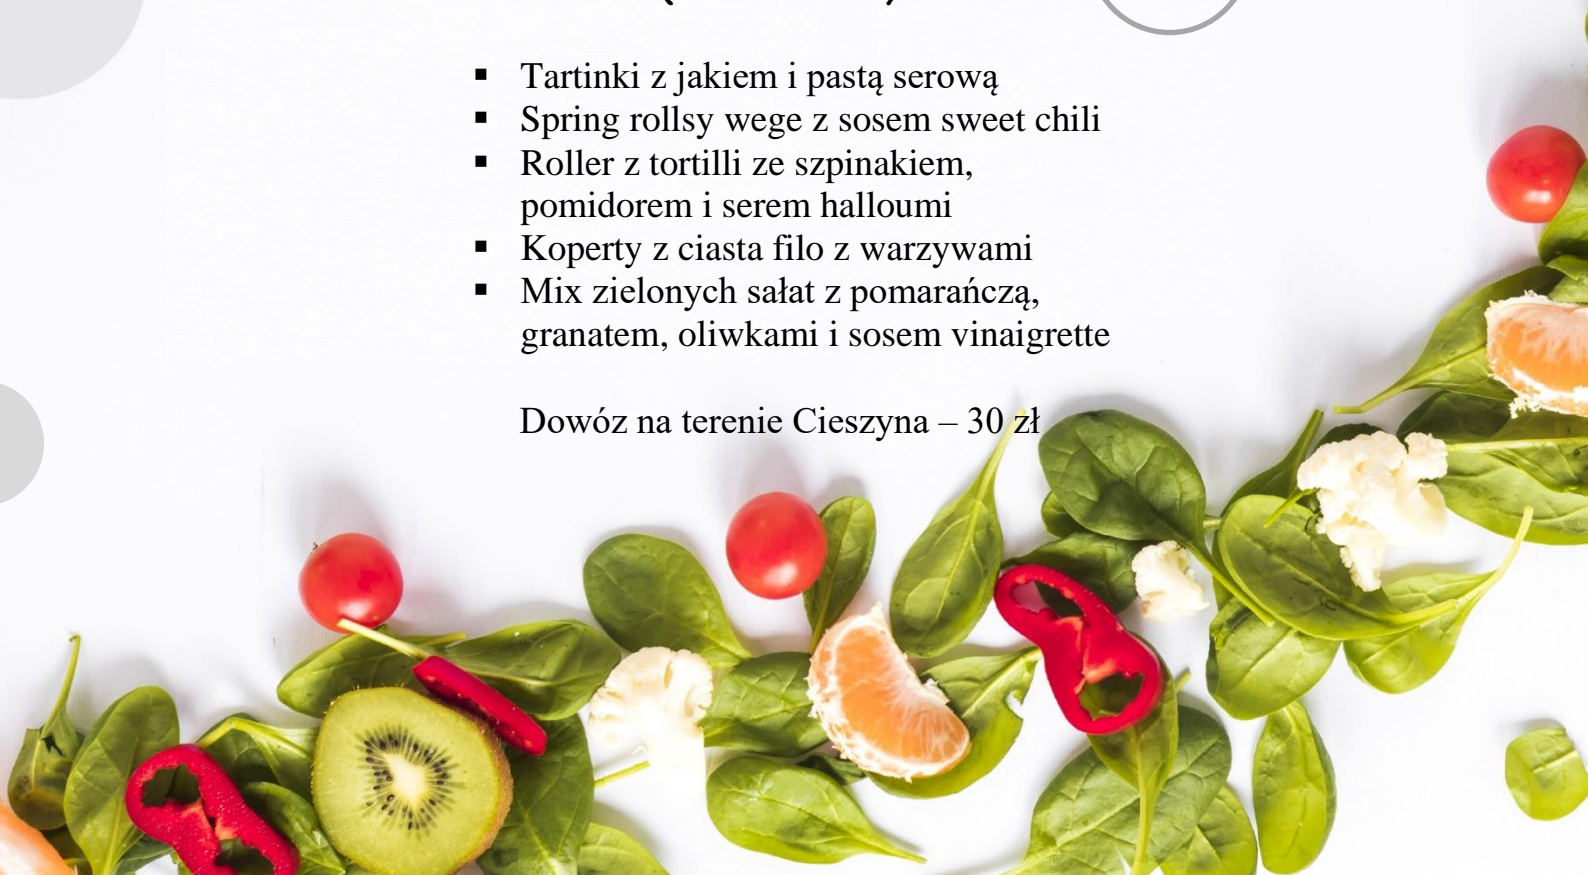 ▪ Tartinki z jakiem i pastą serową
▪ Spring rollsy wege z sosem sweet chili
▪ Roller z tortilli ze szpinakiem,
pomidorem i serem halloumi
▪ Koperty z ciasta filo z warzywami
▪ Mix zielonych sałat z pomarańczą,
granatem, oliwkami i sosem vinaigrette
Dowóz na terenie Cieszyna – 30 zł